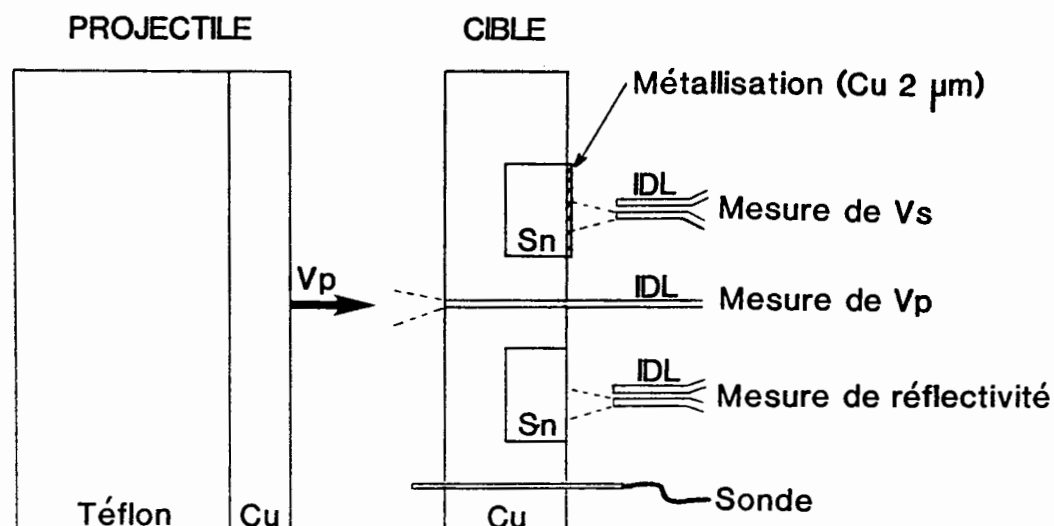 PROJECTILE
CIBLE
Métallisation (Cu 2 µm)
IDL
Mesure de Vs
Sn
Vp
IDL
Mesure de Vp
IDL
Mesure de réflectivité
Sn
Sonde
Téflon
Cu
Cu